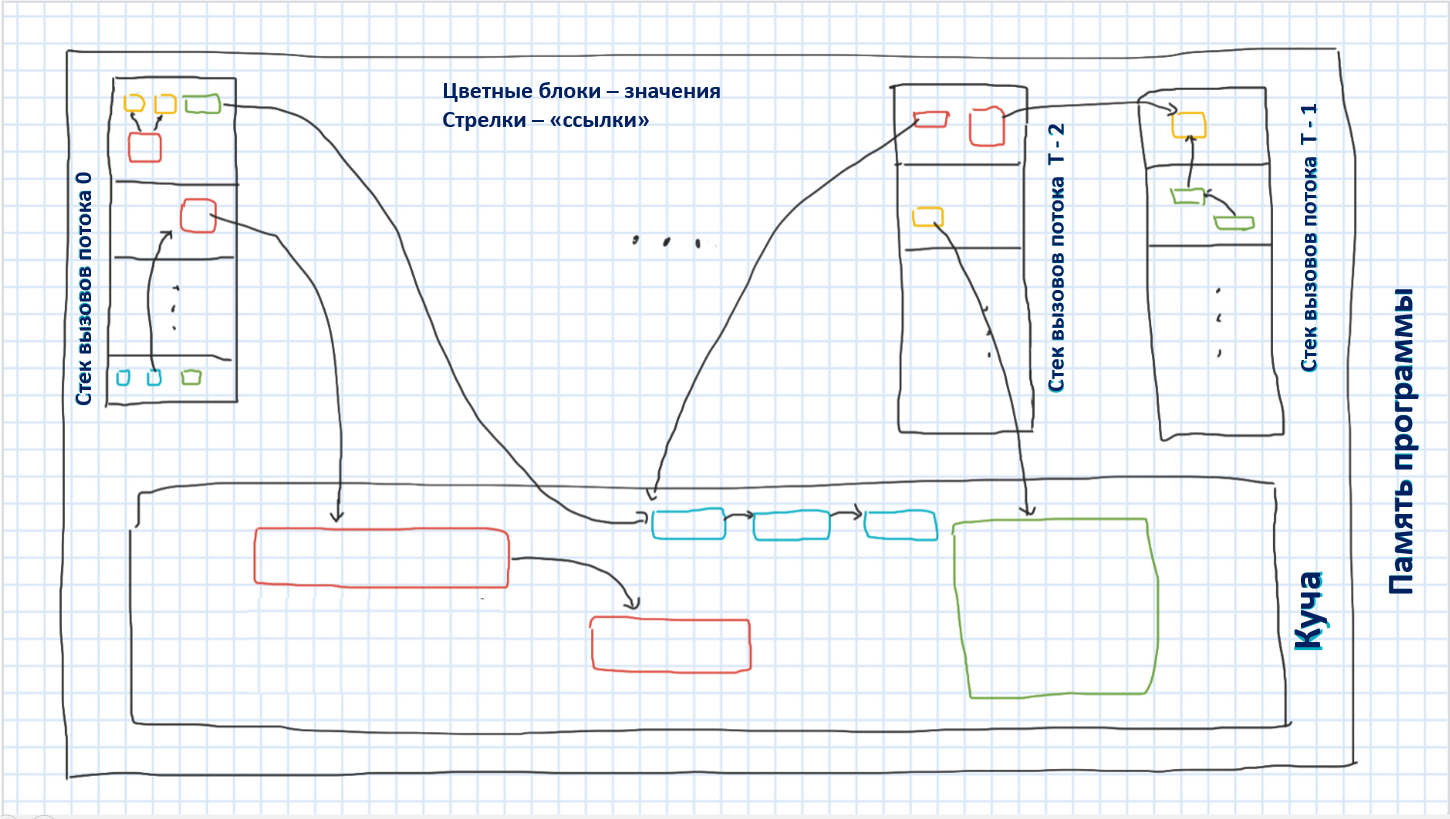 Цветные блоки – значения
Стрелки – «ссылки»
Стек вызовов потока 0
Стек вызовов потока T - 2
Стек вызовов потока T - 1
Память программы
Куча